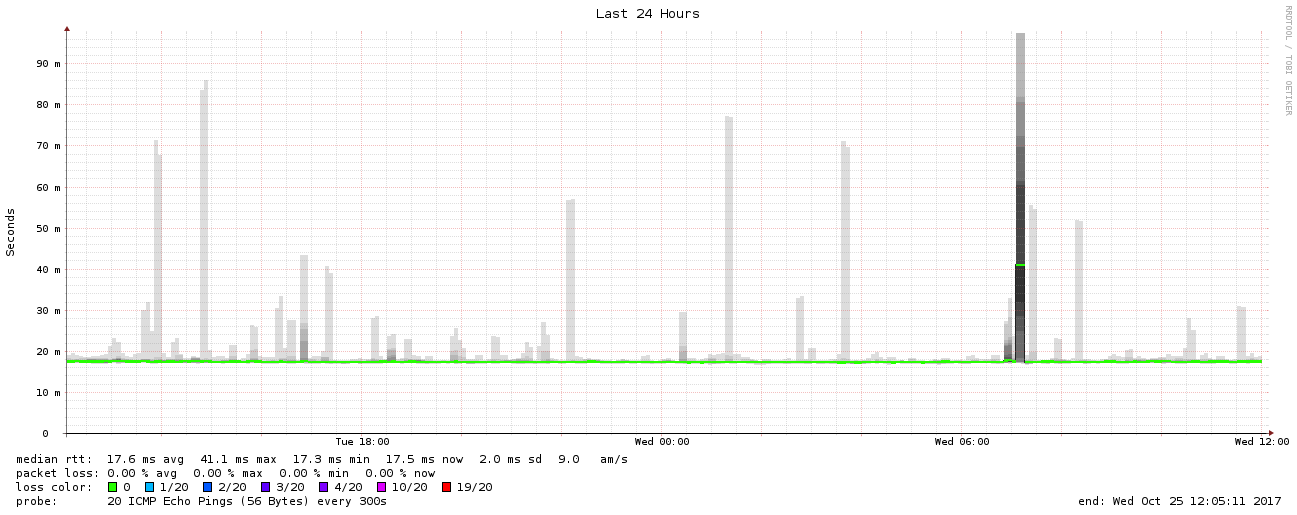 Last 24 Hours
RRDTOOL / TOBI OETIKER
Seconds
90 m
80 m
70 m
60 m
50 m
40 m
30 m
20 m
10 m
0
Tue 18:00 Wed 00:00 Wed 06:00 Wed 12:00
median rtt: 17.6 ms avg 41.1 ms max 17.3 ms min 17.5 ms now 2.0 ms sd 9.0 am/s
packet loss: 0.00 % avg 0.00 % max 0.00 % min 0.00 % now
loss color: 0 1/20 2/20 3/20 4/20 10/20 19/20
probe: 20 ICMP Echo Pings (56 Bytes) every 300s end: Wed Oct 25 12:05:11 2017